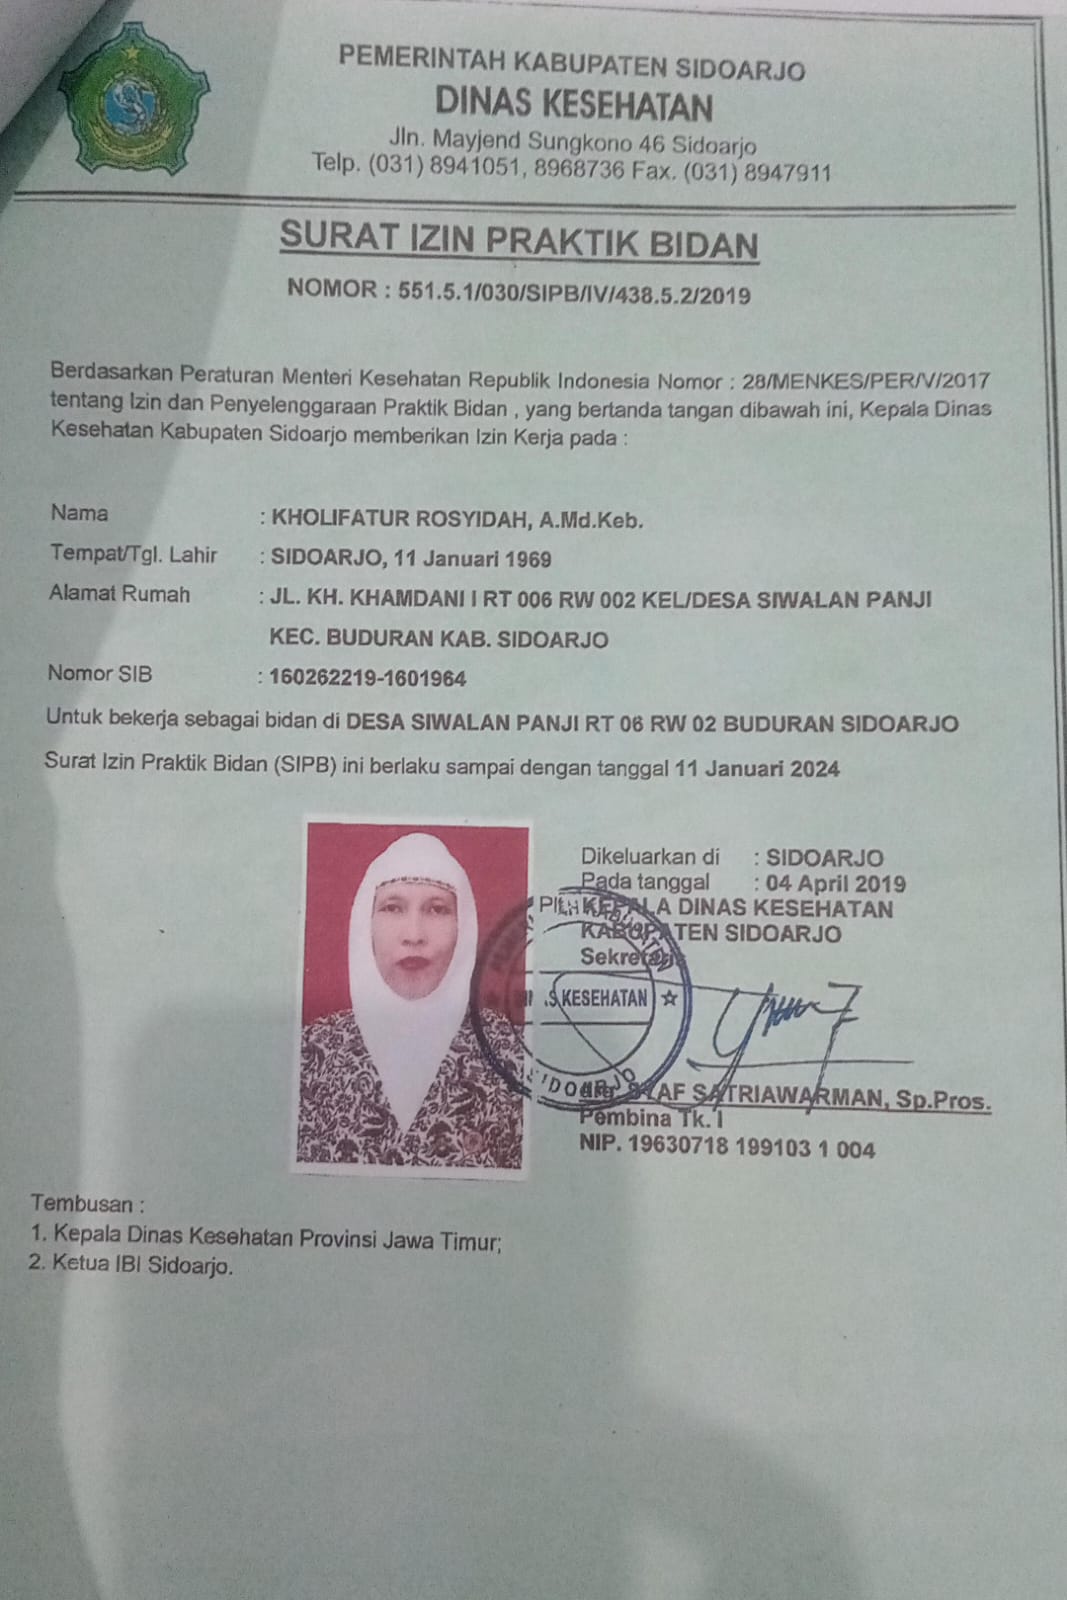 PEMERINTAH KABUPATEN SIDOARJO
DINAS KESEHATAN
Jln. Mayjend Sungkono 46 Sidoarjo
Telp. (031) 8941051, 8968736 Fax. (031) 8947911
SURAT IZIN PRAKTIK BIDAN
NOMOR : 551.5.1/030/SIPB/IV/438.5.2/2019
Berdasarkan Peraturan Menteri Kesehatan Republik Indonesia Nomor : 28/MENKES/PER/V/2017
tentang Izin dan Penyelenggaraan Praktik Bidan , yang bertanda tangan dibawah ini, Kepala Dinas
Kesehatan Kabupaten Sidoarjo memberikan Izin Kerja pada :
Nama : KHOLIFATUR ROSYIDAH, A.Md.Keb.
Tempat/Tgl. Lahir : SIDOARJO, 11 Januari 1969
Alamat Rumah : JL. KH. KHAMDANI I RT 006 RW 002 KEL/DESA SIWALAN PANJI
KEC. BUDURAN KAB. SIDOARJO
Nomor SIB : 160262219-1601964
Untuk bekerja sebagai bidan di DESA SIWALAN PANJI RT 06 RW 02 BUDURAN SIDOARJO
Surat Izin Praktik Bidan (SIPB) ini berlaku sampai dengan tanggal 11 Januari 2024
Dikeluarkan di : SIDOARJO
Pada tanggal : 04 April 2019
KEPALA DINAS KESEHATAN
KABUPATEN SIDOARJO
Sekretaris
KESEHATAN
SIDOARJO
SATRIAWARMAN, Sp.Pros.
Pembina Tk. I
NIP. 19630718 199103 1 004
Tembusan :
1. Kepala Dinas Kesehatan Provinsi Jawa Timur;
2. Ketua IBI Sidoarjo.